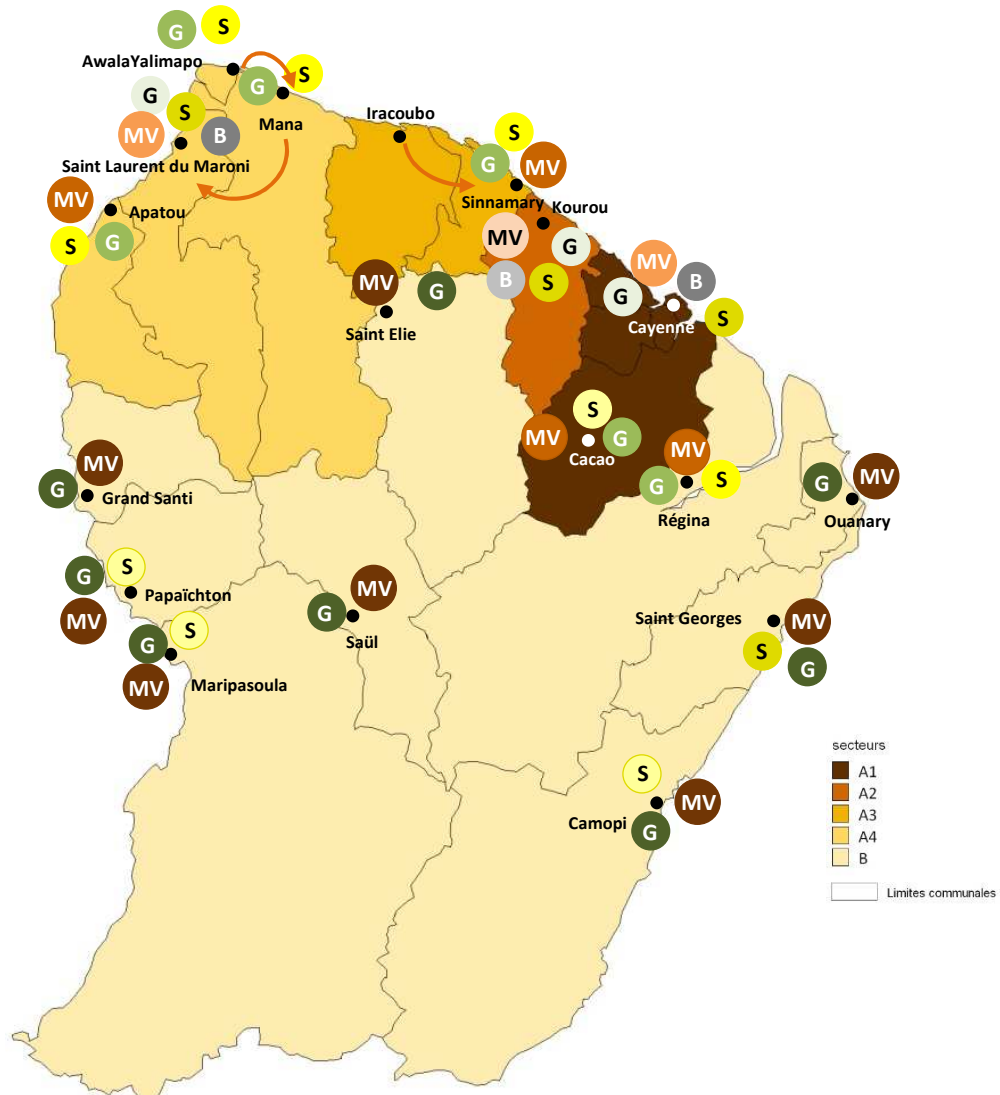 G S
AwalaYalimapo
G S
G S
Mana
Iracoubo
MV B
Saint Laurent du Maroni
S
G MV
Sinnamary
Kourou
MV
Apatou
S G
MV G
B S
MV B
G
Cayenne
S
MV G
Saint Elie
S
MV G
Cacao
MV
G S
Régina
MV
G
Grand Santi
MV
G
Ouanary
G S
Papaïchton
MV
MV
G
Saül
S
G
MV
Maripasoula
Saint Georges
MV
S G
S
Camopi
MV
G
secteurs
A1
A2
A3
A4
B
Limites communales